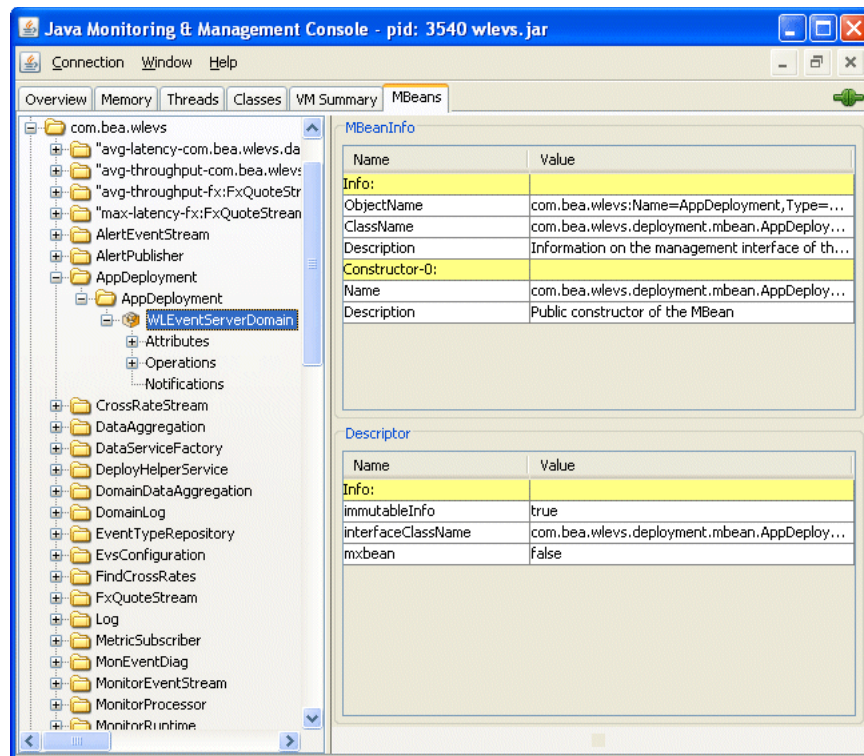 Java Monitoring & Management Console - pid: 3540 wlevs.jar
Connection Window Help
Overview Memory Threads Classes VM Summary MBeans
com.bea.wlevs
"avg-latency-com.bea.wlevs.da
"avg-throughput-com.bea.wlevs
"avg-throughput-fx:FxQuoteStr
"max-latency-fx:FxQuoteStrean
AlertEventStream
AlertPublisher
AppDeployment
AppDeployment
WLEventServerDomain
Attributes
Operations
Notifications
CrossRateStream
DataAggregation
DataServiceFactory
DeployHelperService
DomainDataAggregation
DomainLog
EventTypeRepository
EvsConfiguration
FindCrossRates
FxQuoteStream
Log
MetricSubscriber
MonEventDiag
MonitorEventStream
MonitorProcessor
MonitorRuntime
MBeanInfo
Name Value
Info:
ObjectName com.bea.wlevs:Name=AppDeployment,Type=...
ClassName com.bea.wlevs.deployment.mbean.AppDeploy...
Description Information on the management interface of th...
Constructor-0:
Name com.bea.wlevs.deployment.mbean.AppDeploy...
Description Public constructor of the MBean
Descriptor
Name Value
Info:
immutableInfo true
interfaceClassName com.bea.wlevs.deployment.mbean.AppDeploy...
mxbean false